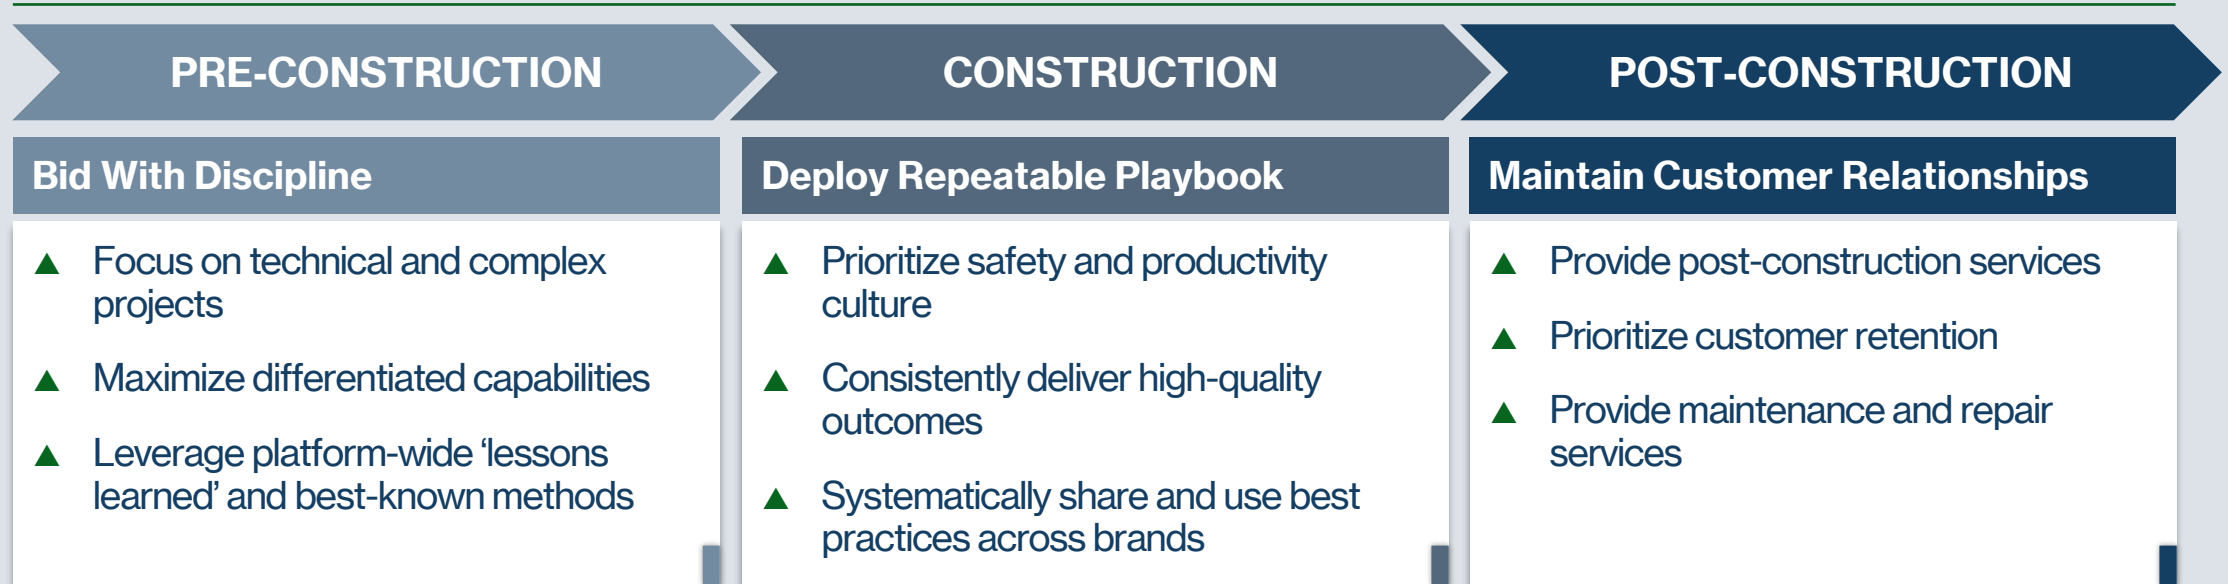 PRE-CONSTRUCTION
CONSTRUCTION
POST-CONSTRUCTION
Bid With Discipline
Focus on technical and complex
projects
Maximize differentiated capabilities
Leverage platform-wide ‘lessons
learned’ and best-known methods
Deploy Repeatable Playbook
Prioritize safety and productivity
culture
Consistently deliver high-quality
outcomes
Systematically share and use best
practices across brands
Maintain Customer Relationships
Provide post-construction services
Prioritize customer retention
Provide maintenance and repair
services